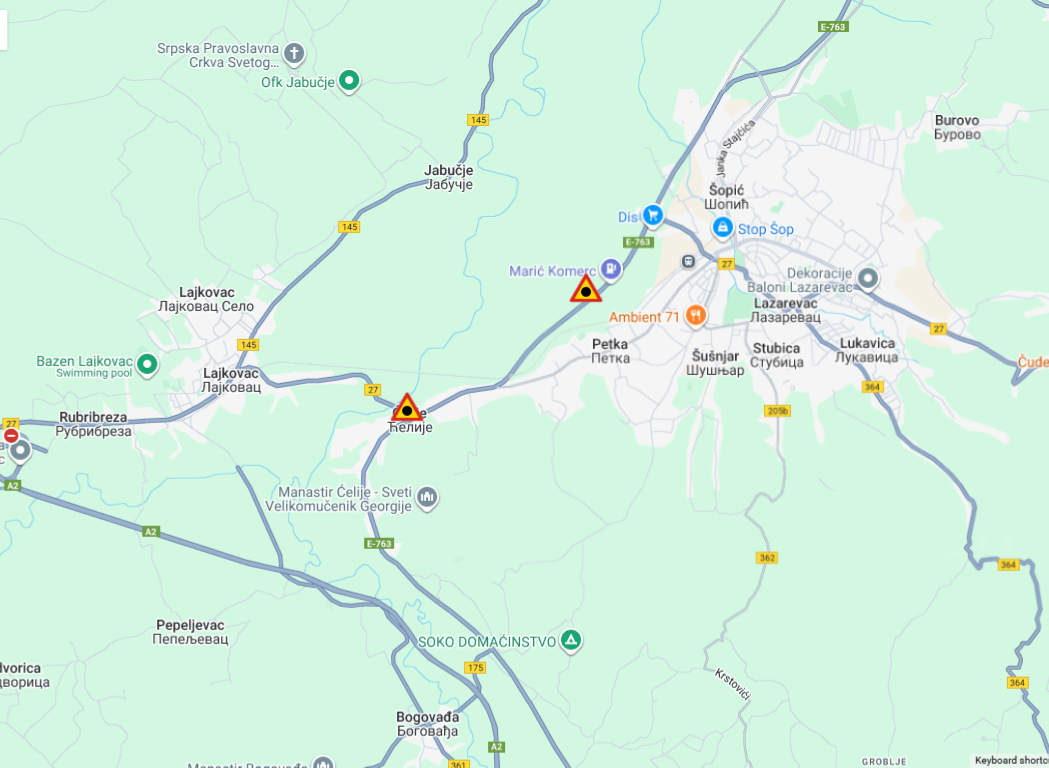 E-763
Srpska Pravoslavna
Crkva Svetog...
Ofk Jabučje
145
Burovo
Бурово
Janka Stajčića
Jabučje
Јабучје
Šopić
Шопић
145
Dis
Stop Šop
E-763
27
Marić Komerc
Dekoracije
Baloni Lazarevac
Lajkovac
Лајковац Село
Lazarevac
Лазаревац
Ambient 71
27
145
Petka
Петка
Lukavica
Лукавица
Stubica
Стубица
Šušnjar
Шушњар
Bazen Lajkovac
Swimming pool
Čude
Lajkovac
Лајковац
27
364
205b
Rubribreza
Рубрибреза
27
Ћелије
A2
Manastir Ćelije - Sveti
Velikomučenik Georgije
A2
E-763
362
364
Pepeljevac
Пепељевац
SOKO DOMAĆINSTVO
175
dvorica
дворица
Krstovići
364
Bogovađa
Боговађа
A2
361
Manastir Bogovađa
GROBLJE
Keyboard shortc